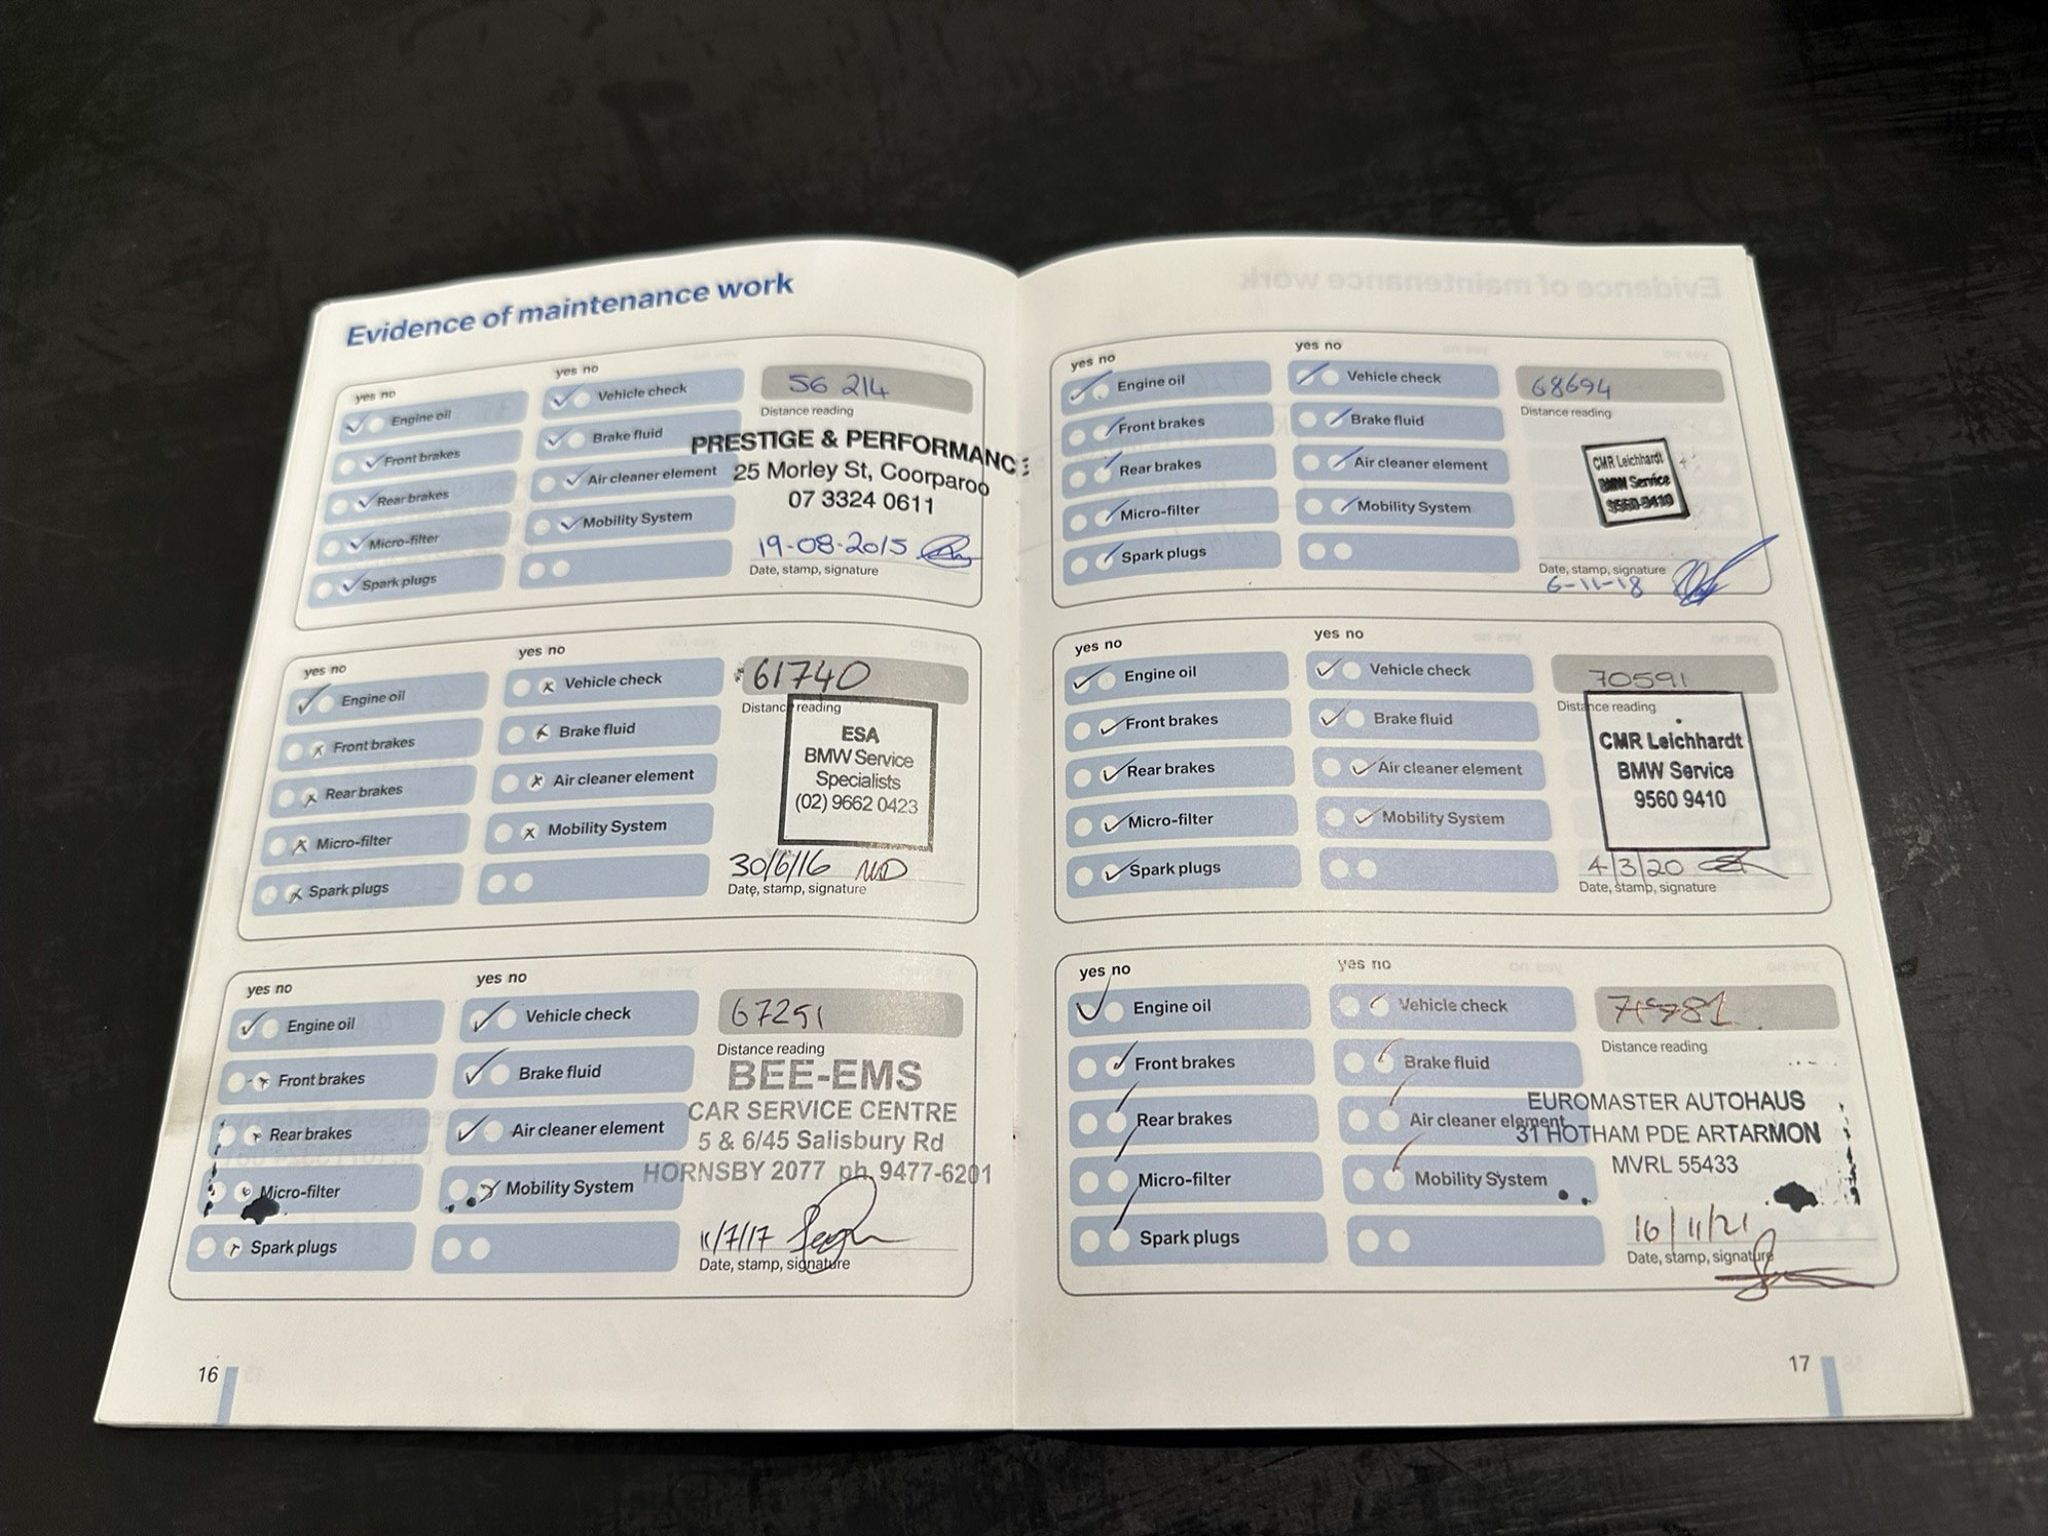 Evidence of maintenance work
yes no
yes no
Engine oil
Vehicle check
56 214
Distance reading
Front brakes
Brake fluid
PRESTIGE & PERFORMANCE
Rear brakes
Air cleaner element
25 Morley St, Coorparoo
07 3324 0611
Micro-filter
Mobility System
19-08-2015
Date, stamp, signature
Spark plugs
yes no
yes no
Engine oil
Vehicle check
61740
Distance reading
Front brakes
Brake fluid
ESA
BMW Service
Specialists
(02) 9662 0423
Rear brakes
Air cleaner element
Micro-filter
Mobility System
30/6/16 ND
Date, stamp, signature
Spark plugs
yes no
yes no
Engine oil
Vehicle check
67251
Distance reading
Front brakes
Brake fluid
BEE-EMS
CAR SERVICE CENTRE
Rear brakes
Air cleaner element
5 & 6/45 Salisbury Rd
HORNSBY 2077 ph. 9477-6201
Micro-filter
Mobility System
11/7/17
Date, stamp, signature
Spark plugs
16
yes no
yes no
Engine oil
Vehicle check
68694
Distance reading
Front brakes
Brake fluid
CMR Leichhardt
BMW Service
9560 9410
Rear brakes
Air cleaner element
Micro-filter
Mobility System
Spark plugs
Date, stamp, signature
6-11-18
yes no
yes no
Engine oil
Vehicle check
70591
Distance reading
Front brakes
Brake fluid
CMR Leichhardt
BMW Service
9560 9410
Rear brakes
Air cleaner element
Micro-filter
Mobility System
4/3/20
Date, stamp, signature
Spark plugs
yes no
yes no
Engine oil
Vehicle check
Distance reading
Front brakes
Brake fluid
EUROMASTER AUTOHAUS
Rear brakes
Air cleaner element
31 HOTHAM PDE ARTARMON
MVRL 55433
Micro-filter
Mobility System
16/11/21
Date, stamp, signature
Spark plugs
17